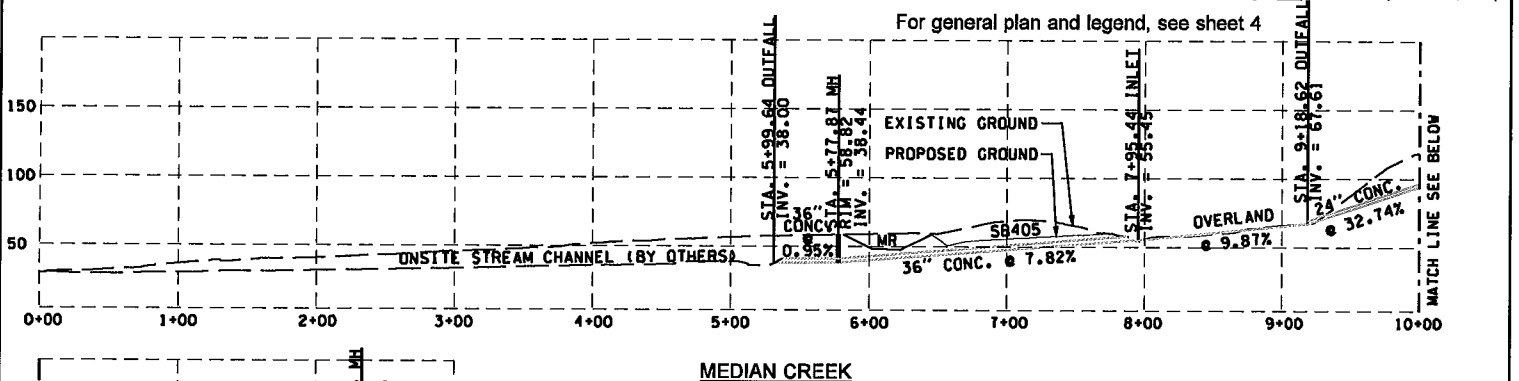 For general plan and legend, see sheet 4
150
100
50
STA. 5+99.64 OUTFALL
INV. = 38.00
STA. 5+77.87 MH
RIM = 58.82
INV. = 38.44
36" CONC. @ 0.95%
EXISTING GROUND
PROPOSED GROUND
STA. 7+95.44 INLET
INV. = 55.45
STA. 9+18.62 OUTFALL
INV. = 67.61
ONSITE STREAM CHANNEL (BY OTHERS)
MR
SB405
36" CONC. @ 7.82%
OVERLAND
@ 9.87%
24" CONC.
@ 32.74%
MATCH LINE SEE BELOW
0+00 1+00 2+00 3+00 4+00 5+00 6+00 7+00 8+00 9+00 10+00
MH
MEDIAN CREEK